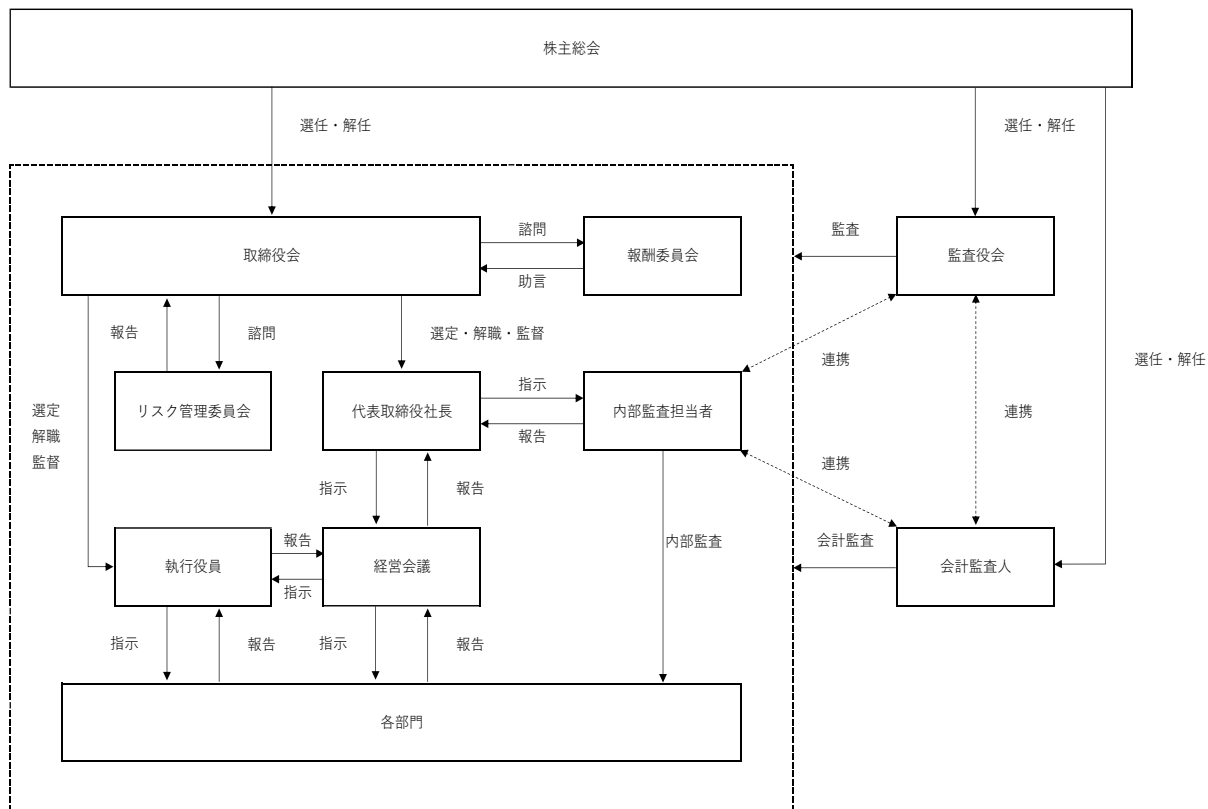 株主総会
選任・解任
選任・解任
取締役会
諮問
助言
報酬委員会
監査
監査役会
報告
諮問
選定・解職・監督
連携
選任・解任
選定
解職
監督
リスク管理委員会
代表取締役社長
指示
報告
内部監査担当者
連携
連携
指示
報告
内部監査
執行役員
報告
指示
経営会議
会計監査
会計監査人
指示
報告
指示
報告
各部門